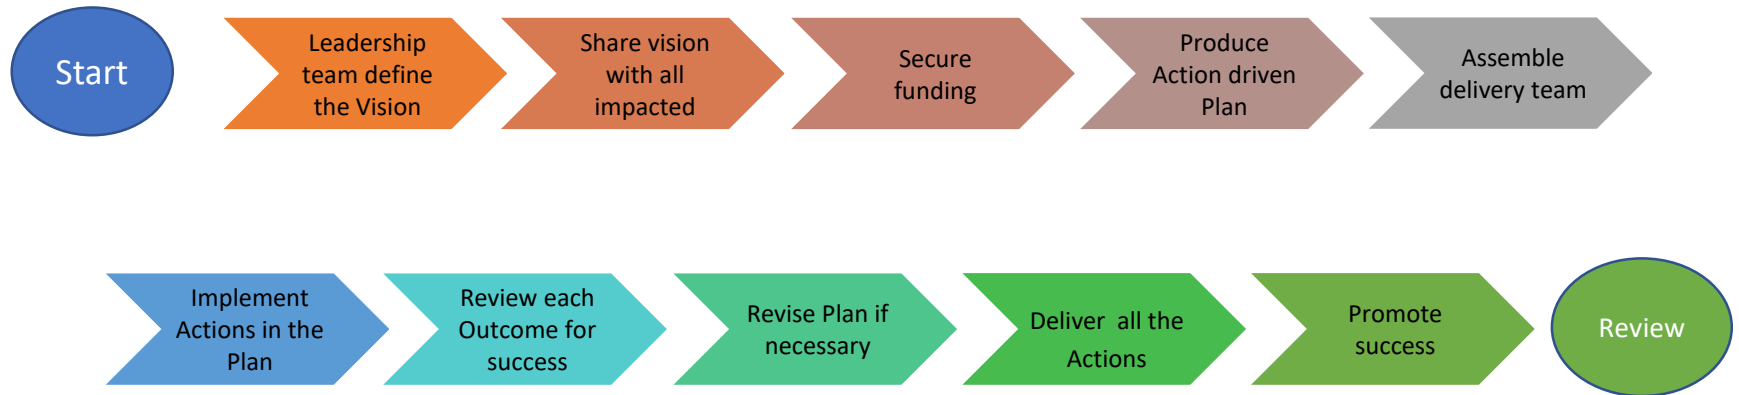 Start
Leadership
team define
the Vision
Share vision
with all
impacted
Secure
funding
Produce
Action driven
Plan
Assemble
delivery team
Implement
Actions in the
Plan
Review each
Outcome for
success
Revise Plan if
necessary
Deliver  all the
Actions
Promote
success
Review